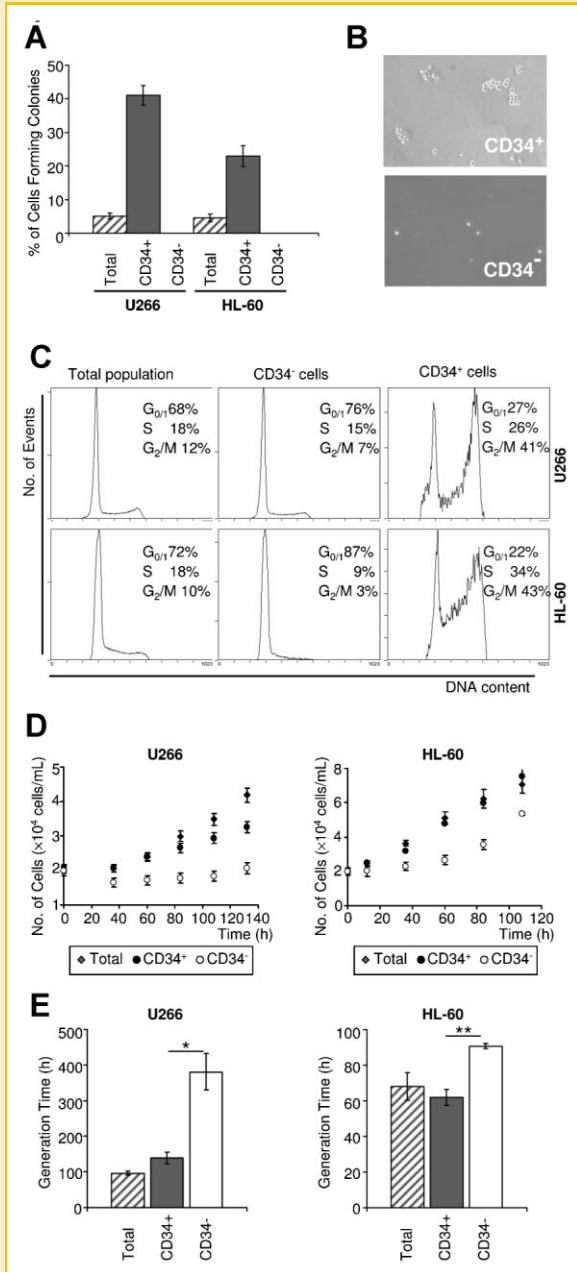 A
% of Cells Forming Colonies
50
40
30
20
10
0
Total
CD34+
CD34-
Total
CD34+
CD34-
U266
HL-60
B
CD34+
CD34-
C
Total population
CD34- cells
CD34+ cells
No. of Events
G0/1 68%
S 18%
G2/M 12%
G0/1 76%
S 15%
G2/M 7%
G0/1 27%
S 26%
G2/M 41%
U266
G0/1 72%
S 18%
G2/M 10%
G0/1 87%
S 9%
G2/M 3%
G0/1 22%
S 34%
G2/M 43%
HL-60
0
1023
0
1023
0
1023
DNA content
D
U266
No. of Cells (×10⁴ cells/mL)
5
4
3
2
1
0 20 40 60 80 100 120 140
Time (h)
Total CD34+ CD34-
HL-60
No. of Cells (×10⁴ cells/mL)
8
6
4
2
0 20 40 60 80 100 120
Time (h)
Total CD34+ CD34-
E
U266
Generation Time (h)
500
400
300
200
100
0
*
Total
CD34+
CD34-
HL-60
Generation Time (h)
100
80
60
40
20
0
**
Total
CD34+
CD34-